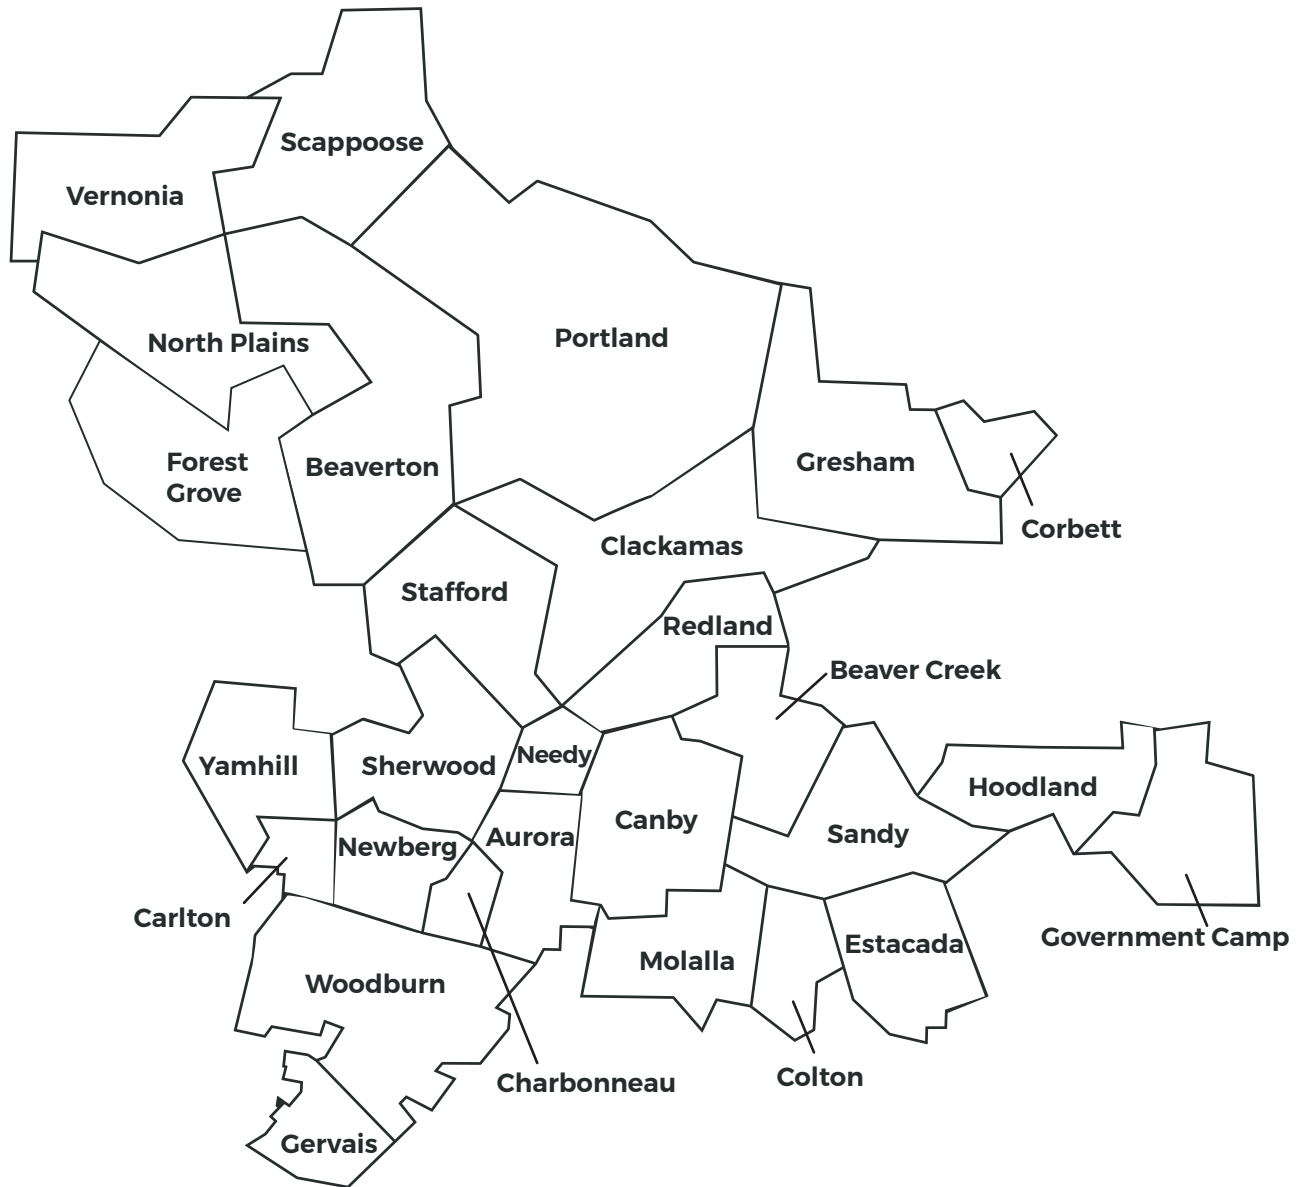 Scappoose
Vernonia
North Plains
Portland
Forest
Grove
Beaverton
Gresham
Corbett
Clackamas
Stafford
Redland
Beaver Creek
Yamhill
Sherwood
Needy
Hoodland
Canby
Sandy
Newberg
Aurora
Carlton
Government Camp
Estacada
Molalla
Woodburn
Charbonneau
Colton
Gervais